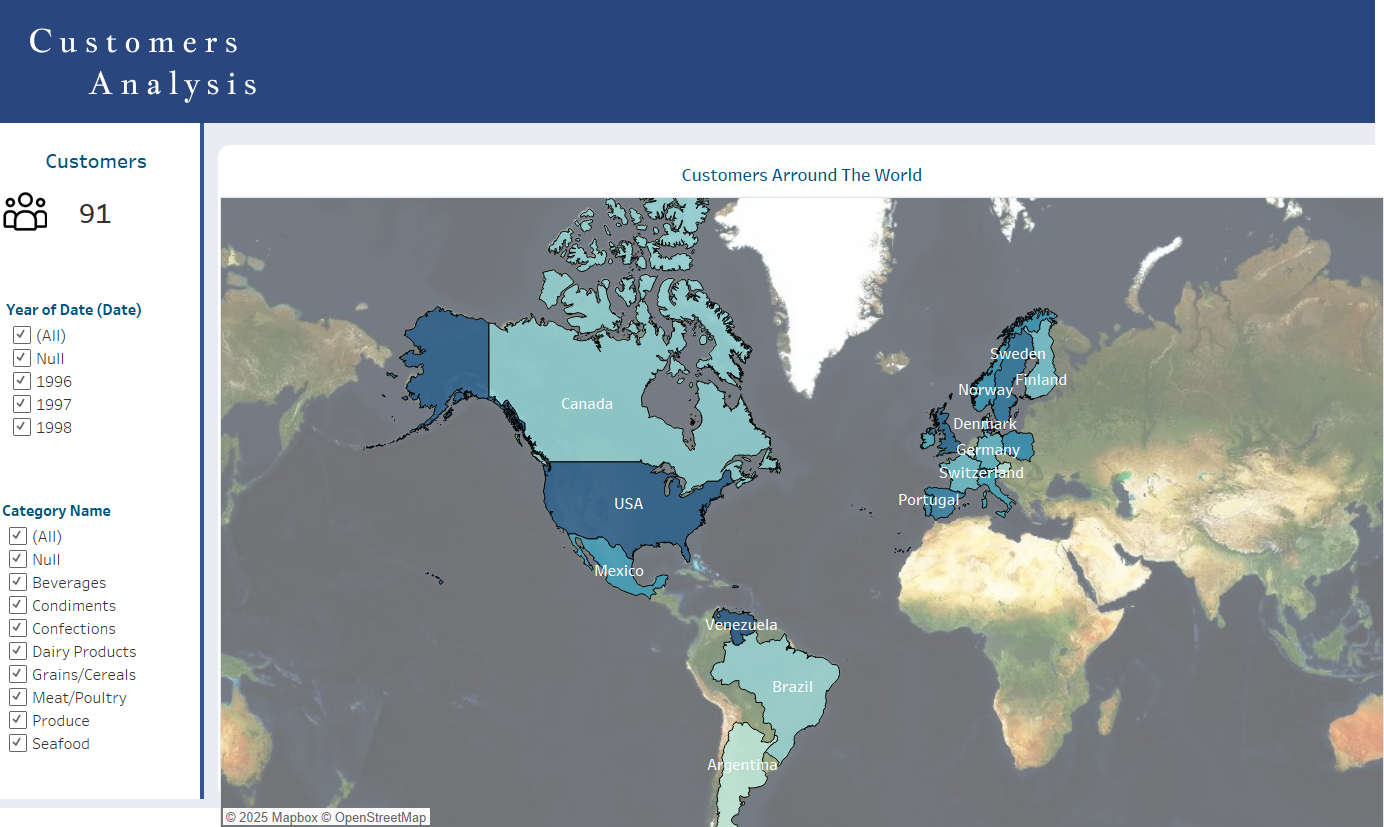 Customers
Analysis
Customers
91
Year of Date (Date)
(All)
Null
1996
1997
1998
Category Name
(All)
Null
Beverages
Condiments
Confections
Dairy Products
Grains/Cereals
Meat/Poultry
Produce
Seafood
Customers Arround The World
Sweden
Finland
Norway
Canada
Denmark
Germany
Switzerland
Portugal
USA
Mexico
Venezuela
Brazil
Argentina
© 2025 Mapbox © OpenStreetMap